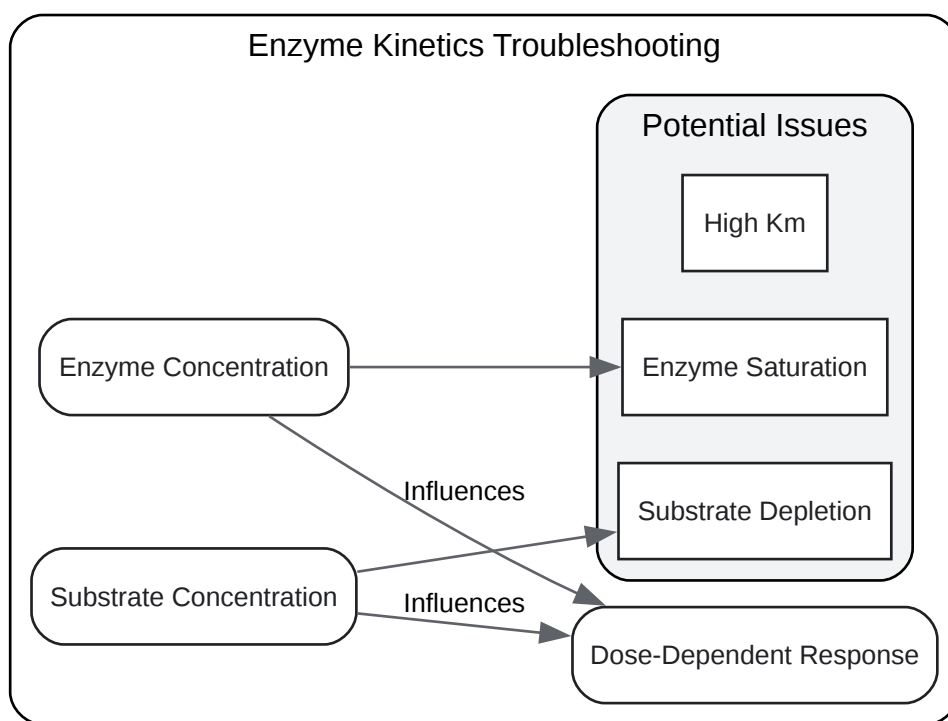 Enzyme Kinetics Troubleshooting
Potential Issues
High Km
Enzyme Concentration
Enzyme Saturation
Influences
Substrate Depletion
Substrate Concentration
Influences
Dose-Dependent Response